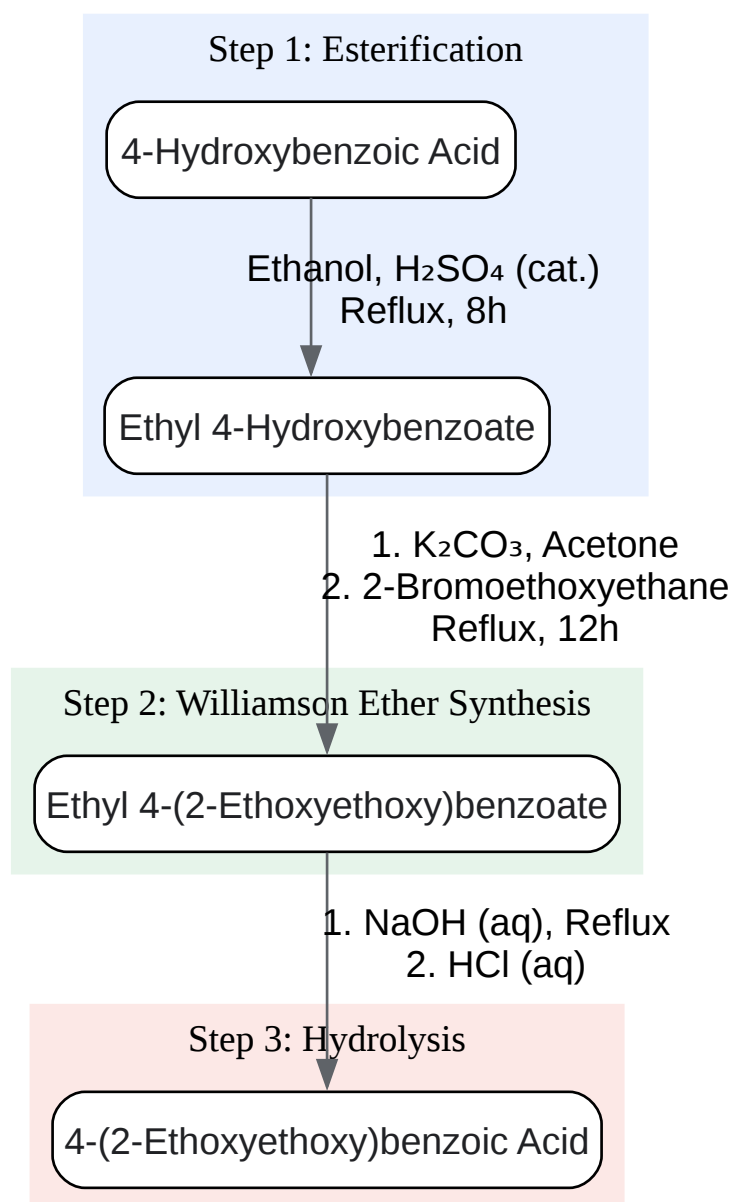 Step 1: Esterification
4-Hydroxybenzoic Acid
Ethanol, H₂SO₄ (cat.)
Reflux, 8h
Ethyl 4-Hydroxybenzoate
1. K₂CO₃, Acetone
2. 2-Bromoethoxyethane
Reflux, 12h
Step 2: Williamson Ether Synthesis
Ethyl 4-(2-Ethoxyethoxy)benzoate
1. NaOH (aq), Reflux
2. HCl (aq)
Step 3: Hydrolysis
4-(2-Ethoxyethoxy)benzoic Acid